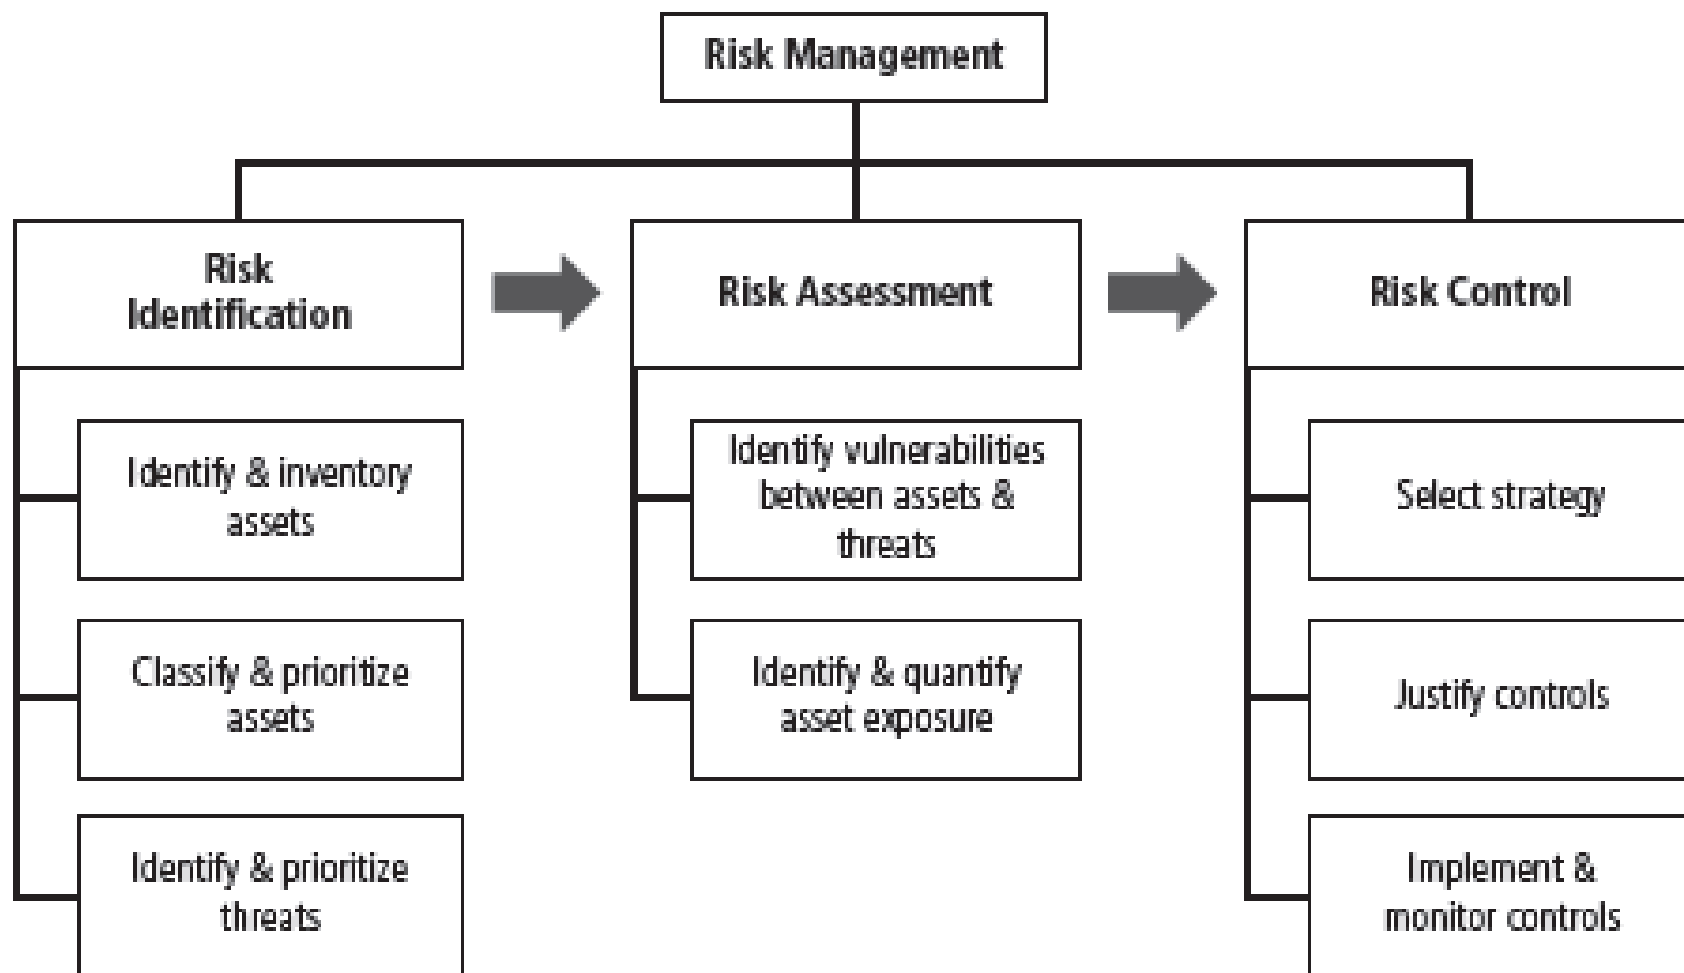 Risk Management
Risk
Identification
Risk Assessment
Risk Control
Identify & inventory
assets
Classify & prioritize
assets
Identify & prioritize
threats
Identify vulnerabilities
between assets &
threats
Identify & quantify
asset exposure
Select strategy
Justify controls
Implement &
monitor controls